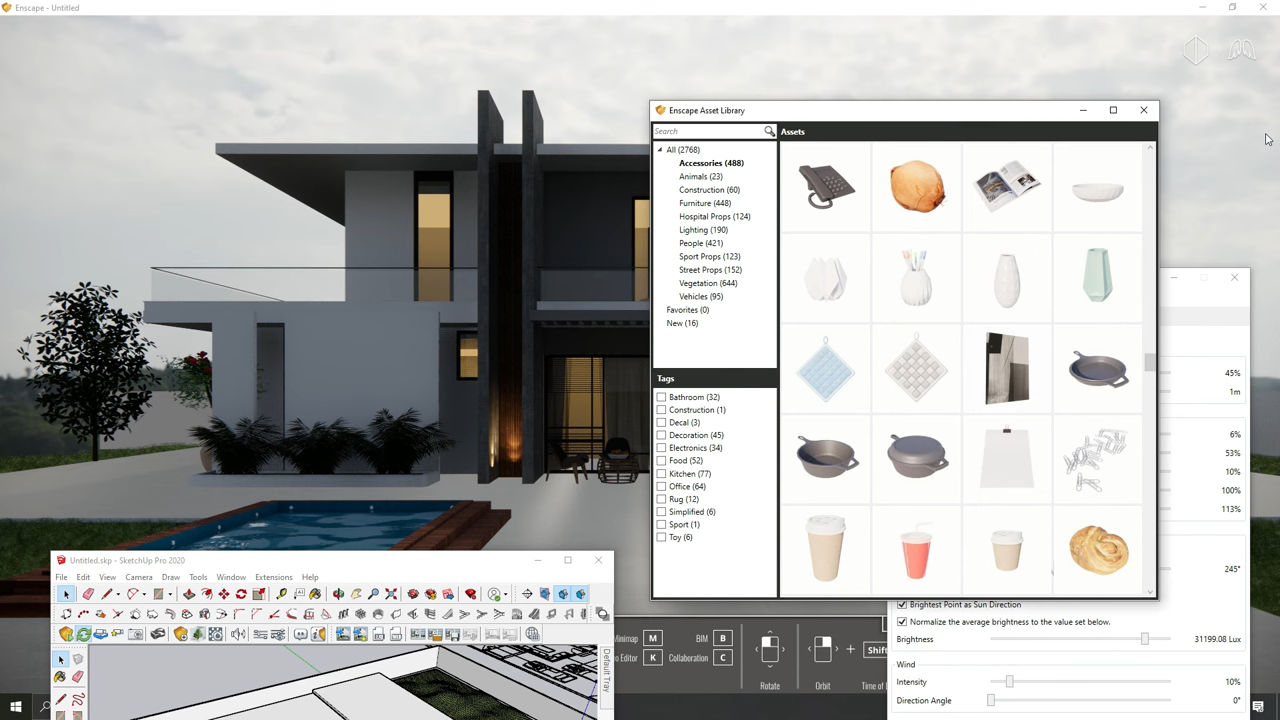 Enscape - Untitled
Enscape Asset Library
Search
Assets
All (2768)
Accessories (488)
Animals (23)
Construction (60)
Furniture (448)
Hospital Props (124)
Lighting (190)
People (421)
Sport Props (123)
Street Props (152)
Vegetation (644)
Vehicles (95)
Favorites (0)
New (16)
Tags
Bathroom (32)
Construction (1)
Decal (3)
Decoration (45)
Electronics (34)
Food (52)
Kitchen (77)
Office (64)
Rug (12)
Simplified (6)
Sport (1)
Toy (6)
45%
1m
6%
53%
10%
100%
113%
245°
Brightest Point as Sun Direction
Normalize the average brightness to the value set below.
Brightness 31199.08 Lux
Wind
Intensity 10%
Direction Angle 0°
Untitled.skp - SketchUp Pro 2020
File Edit View Camera Draw Tools Window Extensions Help
Default Tray
Minimap M BIM B
o Editor K Collaboration C
Rotate Orbit Time of
+ Shift